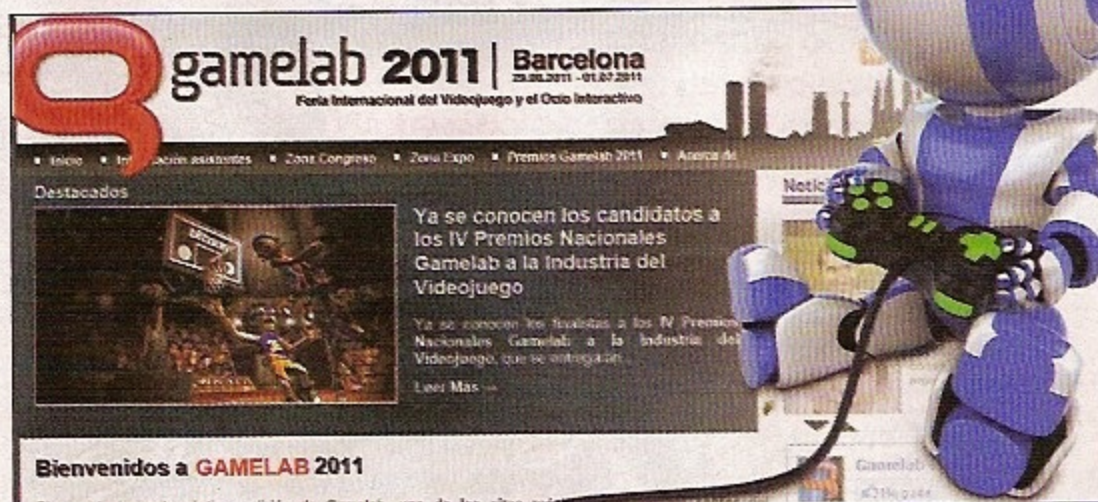 gamelab 2011 | Barcelona
29.06.2011 - 01.07.2011
Feria Internacional del Videojuego y el Ocio Interactivo
Inicio
asistentes
Zona Congreso
Zona Expo
Premios Gamelab 2011
Acerca de
Destacados
Ya se conocen los candidatos a
los IV Premios Nacionales
Gamelab a la Industria del
Videojuego
Ya se conocen los finalistas a los IV Premios
Nacionales Gamelab a la Industria del
Videojuego, que se entregarán...
Leer Mas
Bienvenidos a GAMELAB 2011
Gamelab